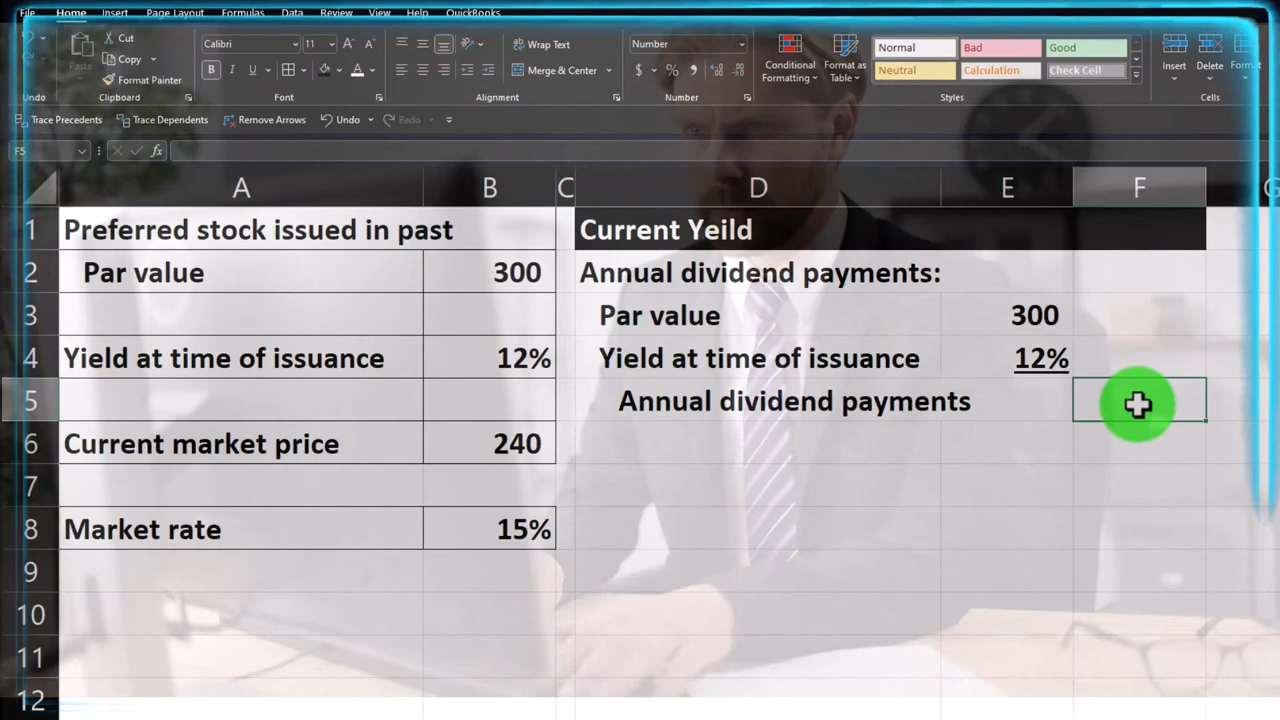 File Home Insert Page Layout Formulas Data Review View Help QuickBooks
Cut
Copy
Paste
Format Painter
Undo
Clipboard
Calibri 11 A A
B I U A
Font
Wrap Text
Merge & Center
Alignment
Number
$ % ,
Number
Conditional Formatting
Format as Table
Normal Bad Good
Neutral Calculation Check Cell
Styles
Insert Delete Format
Cells
Trace Precedents Trace Dependents Remove Arrows Undo Redo
F5 fx
A B C D E F G
1 Preferred stock issued in past Current Yeild
2 Par value 300 Annual dividend payments:
3 Par value 300
4 Yield at time of issuance 12% Yield at time of issuance 12%
5 Annual dividend payments
6 Current market price 240
7
8 Market rate 15%
9
10
11
12